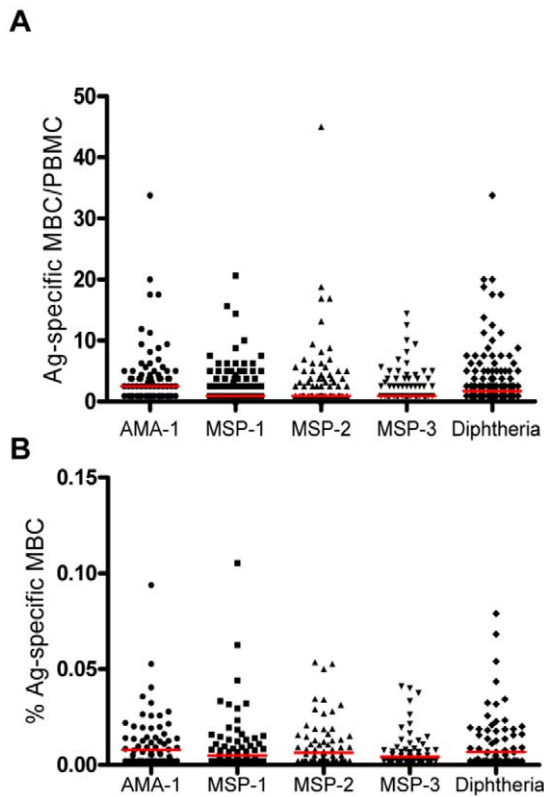 A
Ag-specific MBC/PBMC
50
40
30
20
10
0
AMA-1 MSP-1 MSP-2 MSP-3 Diphtheria
B
% Ag-specific MBC
0.15
0.10
0.05
0.00
AMA-1 MSP-1 MSP-2 MSP-3 Diphtheria